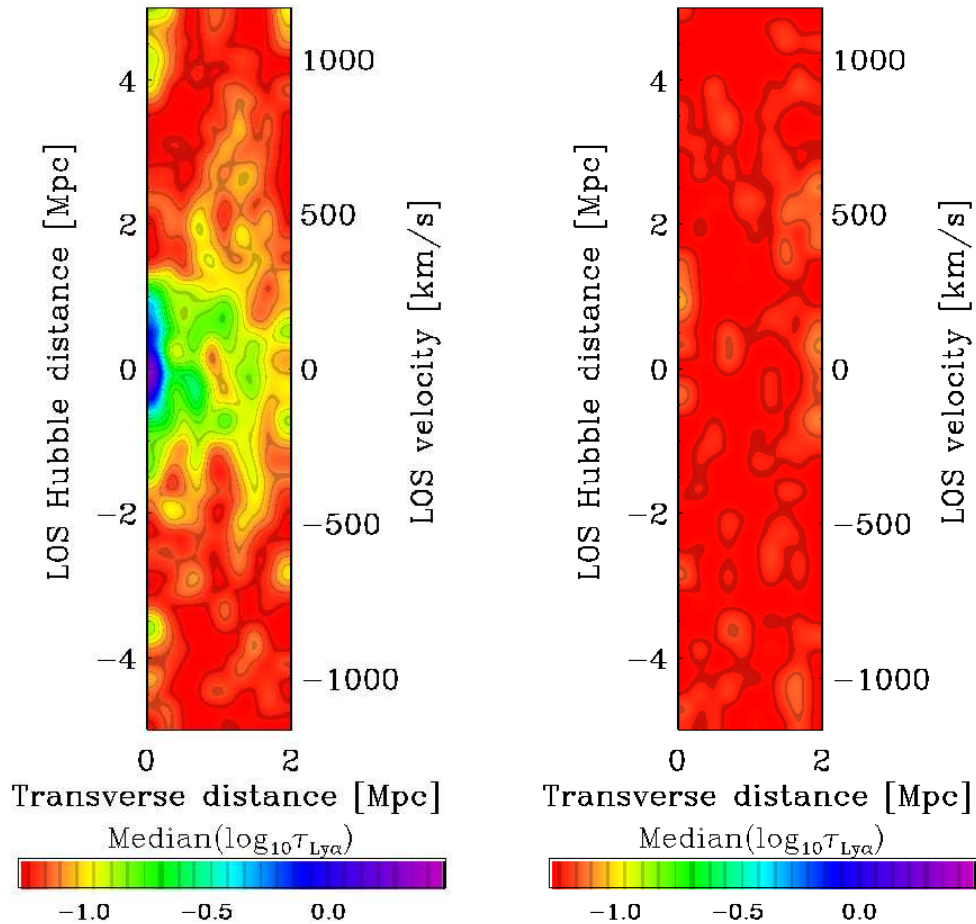 4
2
0
−2
−4
LOS Hubble distance [Mpc]
1000
500
0
−500
−1000
LOS velocity [km/s]
0 2
Transverse distance [Mpc]
Median(log₁₀τ_Lyα)
−1.0 −0.5 0.0
4
2
0
−2
−4
LOS Hubble distance [Mpc]
1000
500
0
−500
−1000
LOS velocity [km/s]
0 2
Transverse distance [Mpc]
Median(log₁₀τ_Lyα)
−1.0 −0.5 0.0